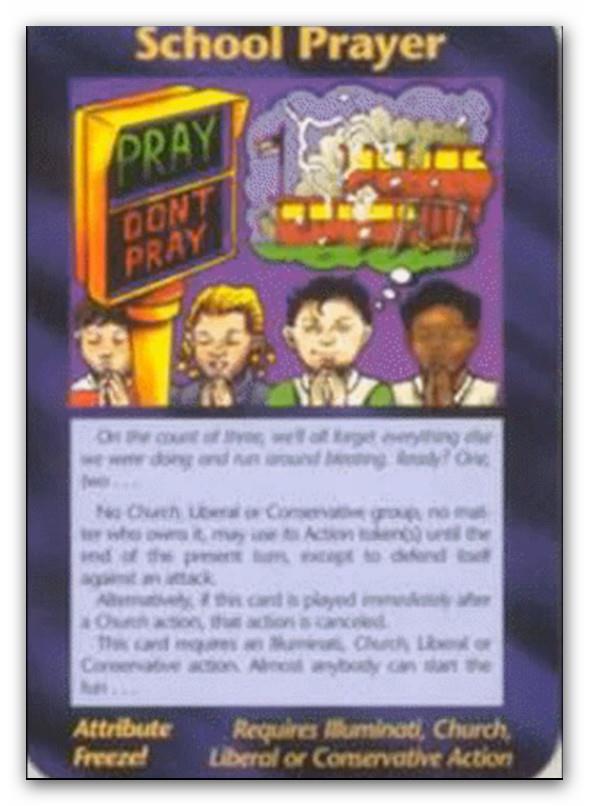 School Prayer
PRAY
DONT
PRAY
On the count of three, we'll all forget everything else
we were doing and run around bleating. Ready? One,
two . . .
No Church, Liberal or Conservative group, no mat-
ter who owns it, may use its Action token(s) until the
end of the present turn, except to defend itself
against an attack.
Alternatively, if this card is played immediately after
a Church action, that action is canceled.
This card requires an Illuminati, Church, Liberal or
Conservative action. Almost anybody can start the
fun . . .
Attribute Requires Illuminati, Church,
Freeze! Liberal or Conservative Action